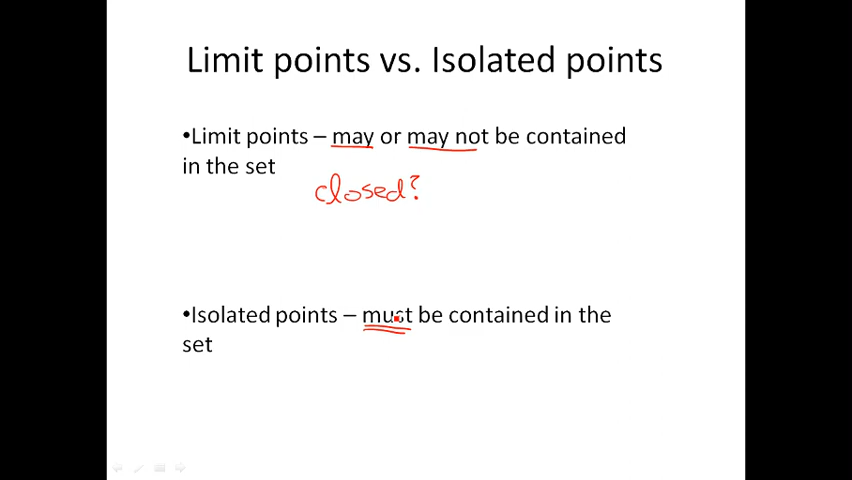 Limit points vs. Isolated points
•Limit points – may or may not be contained
in the set
closed?
•Isolated points – must be contained in the
set